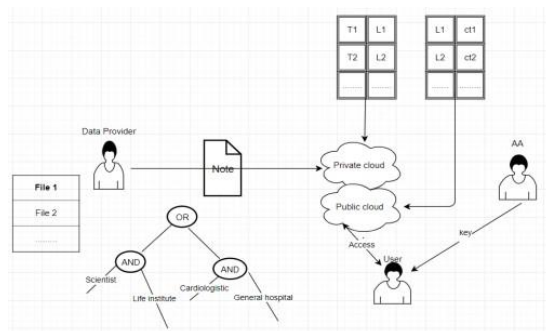 T1 L1
T2 L2
........ ........
L1 ct1
L2 ct2
........ ........
Data Provider
Note
Private cloud
Public cloud
AA
File 1
File 2
........
OR
AND
AND
Scientist
Life institute
Cardiologistic
General hospital
Access
User
key